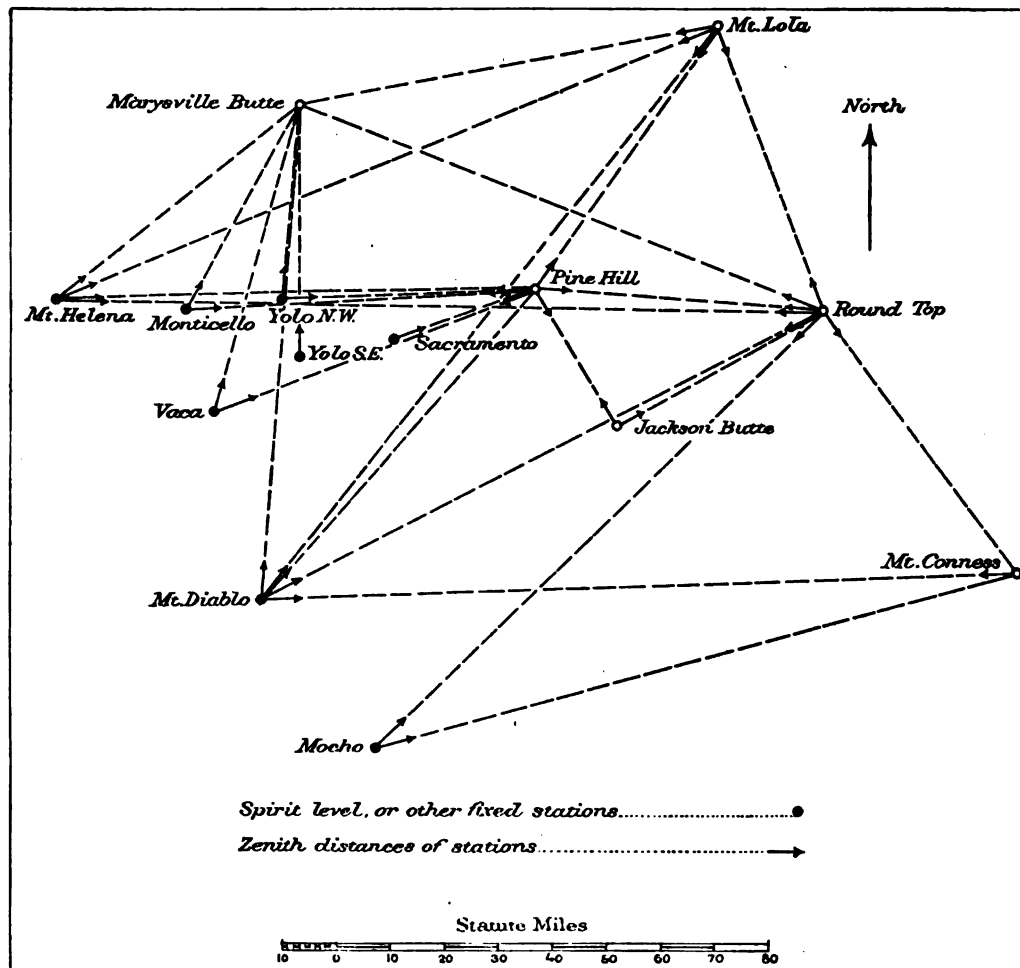 Mt. Lola
Marysville Butte
North
Pine Hill
Mt. Helena
Monticello
Yolo N.W.
Round Top
Sacramento
Yolo S.E.
Vaca
Jackson Butte
Mt. Conness
Mt. Diablo
Mocho
Spirit level, or other fixed stations
Zenith distances of stations
Statute Miles
10 0 10 20 30 40 50 60 70 80